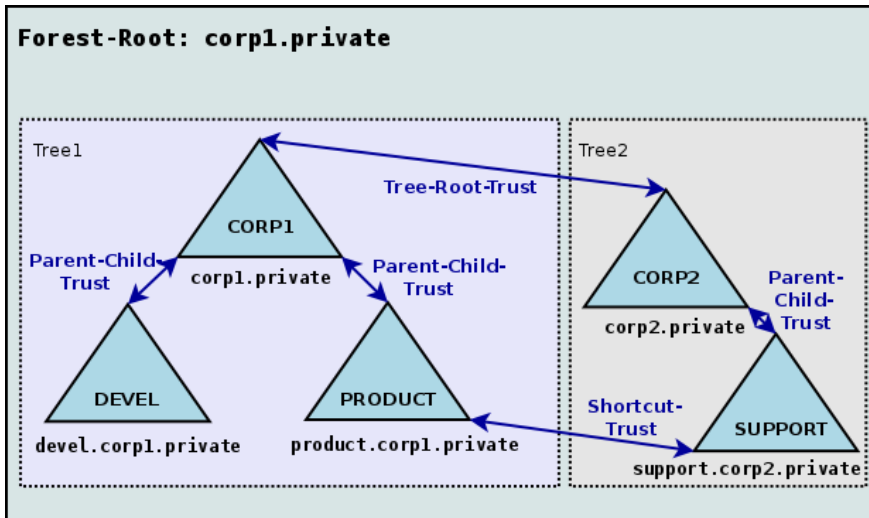 Forest-Root: corp1.private
Tree1
Tree2
Tree-Root-Trust
CORP1
corp1.private
Parent-Child-
Trust
Parent-Child-
Trust
CORP2
corp2.private
Parent-
Child-
Trust
DEVEL
devel.corp1.private
PRODUCT
product.corp1.private
Shortcut-
Trust
SUPPORT
support.corp2.private